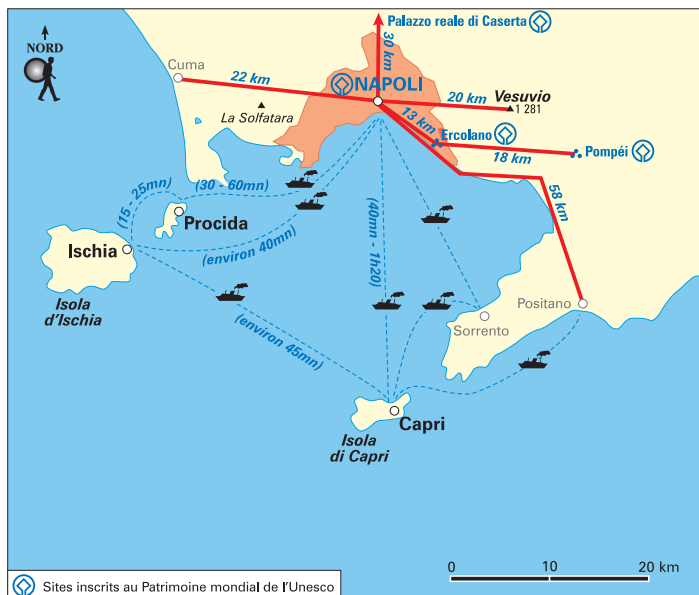 NORD
Palazzo reale di Caserta
30 km
Cuma
22 km
NAPOLI
20 km
Vesuvio
1 281
La Solfatara
13 km
Ercolano
18 km
Pompéi
58 km
(15 - 25mn)
(30 - 60mn)
(40mn - 1h20)
Procida
Ischia
(environ 40mn)
Isola
d'Ischia
(environ 45mn)
Positano
Sorrento
Capri
Isola
di Capri
0 10 20 km
Sites inscrits au Patrimoine mondial de l'Unesco